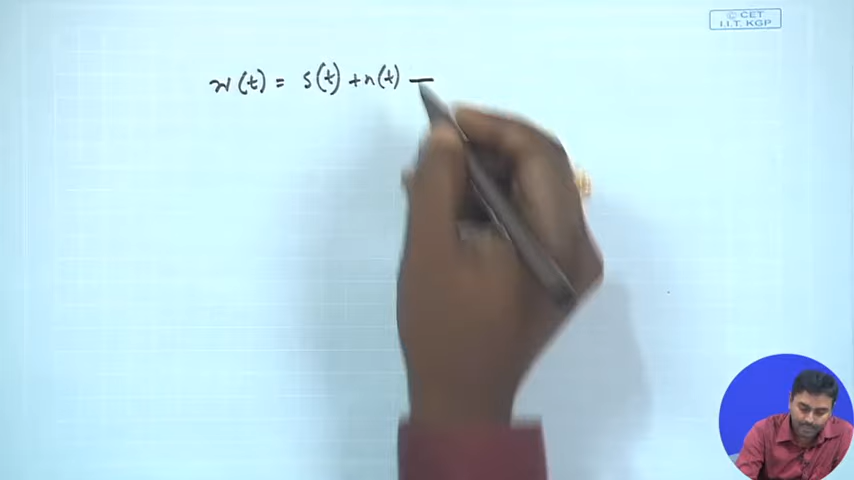 © CET
I.I.T. KGP
r(t) = s(t) + n(t) —